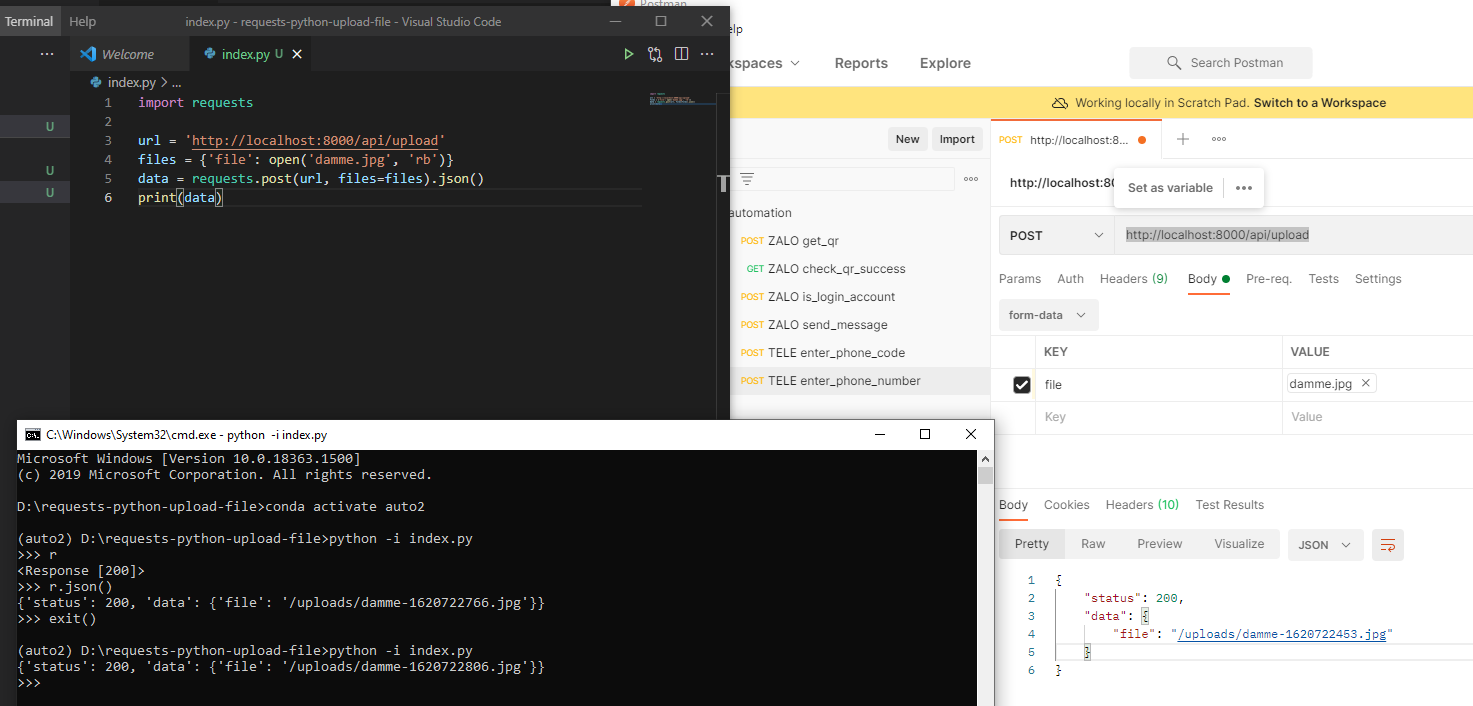 Terminal Help index.py - requests-python-upload-file - Visual Studio Code
Welcome index.py U
index.py > ...
1 import requests
2
3 url = 'http://localhost:8000/api/upload'
4 files = {'file': open('damme.jpg', 'rb')}
5 data = requests.post(url, files=files).json()
6 print(data)
U
U
U
Postman
elp
kspaces Reports Explore Search Postman
Working locally in Scratch Pad. Switch to a Workspace
New Import
POST http://localhost:8...
automation
POST ZALO get_qr
GET ZALO check_qr_success
POST ZALO is_login_account
POST ZALO send_message
POST TELE enter_phone_code
POST TELE enter_phone_number
http://localhost:80
Set as variable
POST http://localhost:8000/api/upload
Params Auth Headers (9) Body Pre-req. Tests Settings
form-data
KEY VALUE
file damme.jpg
Key Value
Body Cookies Headers (10) Test Results
Pretty Raw Preview Visualize JSON
1 {
2 "status": 200,
3 "data": {
4 "file": "/uploads/damme-1620722453.jpg"
5 }
6 }
C:\Windows\System32\cmd.exe - python -i index.py
Microsoft Windows [Version 10.0.18363.1500]
(c) 2019 Microsoft Corporation. All rights reserved.
D:\requests-python-upload-file>conda activate auto2
(auto2) D:\requests-python-upload-file>python -i index.py
>>> r
<Response [200]>
>>> r.json()
{'status': 200, 'data': {'file': '/uploads/damme-1620722766.jpg'}}
>>> exit()
(auto2) D:\requests-python-upload-file>python -i index.py
{'status': 200, 'data': {'file': '/uploads/damme-1620722806.jpg'}}
>>>